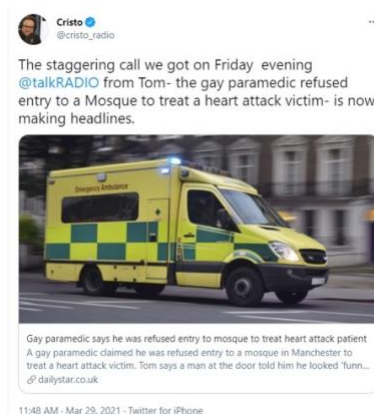 Cristo
@cristo_radio
The staggering call we got on Friday evening
@talkRADIO from Tom- the gay paramedic refused
entry to a Mosque to treat a heart attack victim- is now
making headlines.
Emergency Ambulance
Gay paramedic says he was refused entry to mosque to treat heart attack patient
A gay paramedic claimed he was refused entry to a mosque in Manchester to
treat a heart attack victim. Tom says a man at the door told him he looked 'funn...
dailystar.co.uk
11:48 AM · Mar 29, 2021 · Twitter for iPhone